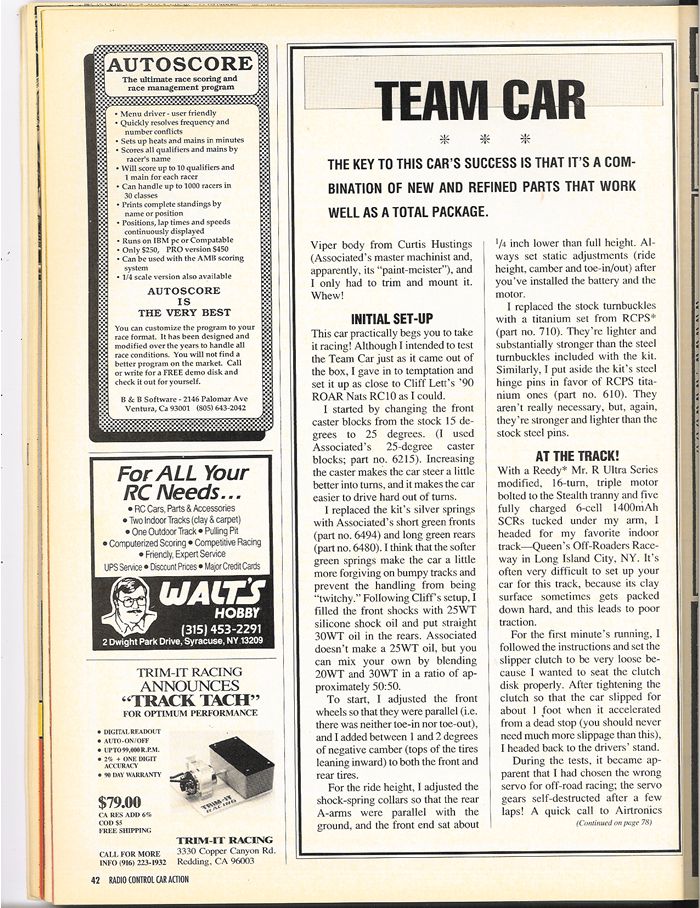 AUTOSCORE
The ultimate race scoring and
race management program
• Menu driver - user friendly
• Quickly resolves frequency and
number conflicts
• Sets up heats and mains in minutes
• Scores all qualifiers and mains by
racer's name
• Will score up to 10 qualifiers and
1 main for each racer
• Can handle up to 1000 racers in
30 classes
• Prints complete standings by
name or position
• Positions, lap times and speeds
continuously displayed
• Runs on IBM pc or Compatable
• Only $250, PRO version $450
• Can be used with the AMB scoring
system
• 1/4 scale version also available
AUTOSCORE
IS
THE VERY BEST
You can customize the program to your
race format. It has been designed and
modified over the years to handle all
race conditions. You will not find a
better program on the market. Call
or write for a FREE demo disk and
check it out for yourself.
B & B Software - 2146 Palomar Ave
Ventura, Ca 93001 (805) 643-2042
For ALL Your
RC Needs...
• RC Cars, Parts & Accessories
• Two Indoor Tracks (clay & carpet)
• One Outdoor Track • Pulling Pit
• Computerized Scoring • Competitive Racing
• Friendly, Expert Service
UPS Service • Discount Prices • Major Credit Cards
WALT'S
HOBBY
(315) 453-2291
2 Dwight Park Drive, Syracuse, NY 13209
TRIM-IT RACING
ANNOUNCES
"TRACK TACH"
FOR OPTIMUM PERFORMANCE
• DIGITAL READOUT
• AUTO-ON/OFF
• UP TO 99,000 R.P.M.
• 2% + ONE DIGIT
ACCURACY
• 90 DAY WARRANTY
$79.00
CA RES ADD 6%
COD $5
FREE SHIPPING
TRIM-IT
RACING
CALL FOR MORE
INFO (916) 223-1932
TRIM-IT RACING
3330 Copper Canyon Rd.
Redding, CA 96003
42 RADIO CONTROL CAR ACTION
TEAM CAR
THE KEY TO THIS CAR'S SUCCESS IS THAT IT'S A COM-
BINATION OF NEW AND REFINED PARTS THAT WORK
WELL AS A TOTAL PACKAGE.
Viper body from Curtis Hustings
(Associated's master machinist and,
apparently, its "paint-meister"), and
I only had to trim and mount it.
Whew!
INITIAL SET-UP
This car practically begs you to take
it racing! Although I intended to test
the Team Car just as it came out of
the box, I gave in to temptation and
set it up as close to Cliff Lett's '90
ROAR Nats RC10 as I could.
I started by changing the front
caster blocks from the stock 15 de-
grees to 25 degrees. (I used
Associated's 25-degree caster
blocks; part no. 6215). Increasing
the caster makes the car steer a little
better into turns, and it makes the car
easier to drive hard out of turns.
I replaced the kit's silver springs
with Associated's short green fronts
(part no. 6494) and long green rears
(part no. 6480). I think that the softer
green springs make the car a little
more forgiving on bumpy tracks and
prevent the handling from being
"twitchy." Following Cliff's setup, I
filled the front shocks with 25WT
silicone shock oil and put straight
30WT oil in the rears. Associated
doesn't make a 25WT oil, but you
can mix your own by blending
20WT and 30WT in a ratio of ap-
proximately 50:50.
To start, I adjusted the front
wheels so that they were parallel (i.e.
there was neither toe-in nor toe-out),
and I added between 1 and 2 degrees
of negative camber (tops of the tires
leaning inward) to both the front and
rear tires.
For the ride height, I adjusted the
shock-spring collars so that the rear
A-arms were parallel with the
ground, and the front end sat about
1/4 inch lower than full height. Al-
ways set static adjustments (ride
height, camber and toe-in/out) after
you've installed the battery and the
motor.
I replaced the stock turnbuckles
with a titanium set from RCPS*
(part no. 710). They're lighter and
substantially stronger than the steel
turnbuckles included with the kit.
Similarly, I put aside the kit's steel
hinge pins in favor of RCPS tita-
nium ones (part no. 610). They
aren't really necessary, but, again,
they're stronger and lighter than the
stock steel pins.
AT THE TRACK!
With a Reedy* Mr. R Ultra Series
modified, 16-turn, triple motor
bolted to the Stealth tranny and five
fully charged 6-cell 1400mAh
SCRs tucked under my arm, I
headed for my favorite indoor
track—Queen's Off-Roaders Race-
way in Long Island City, NY. It's
often very difficult to set up your
car for this track, because its clay
surface sometimes gets packed
down hard, and this leads to poor
traction.
For the first minute's running, I
followed the instructions and set the
slipper clutch to be very loose be-
cause I wanted to seat the clutch
disk properly. After tightening the
clutch so that the car slipped for
about 1 foot when it accelerated
from a dead stop (you should never
need much more slippage than this),
I headed back to the drivers' stand.
During the tests, it became ap-
parent that I had chosen the wrong
servo for off-road racing; the servo
gears self-destructed after a few
laps! A quick call to Airtronics
(Continued on page 78)